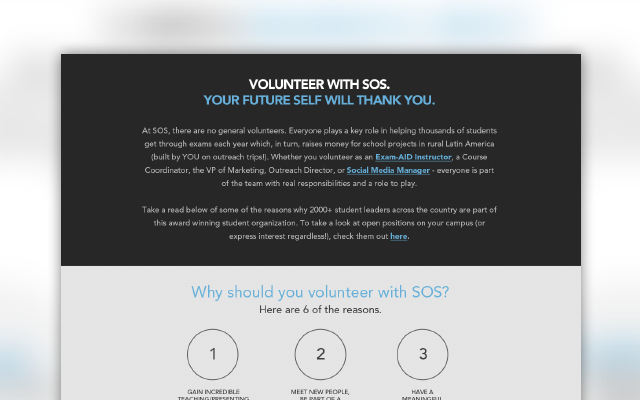 VOLUNTEER WITH SOS.
YOUR FUTURE SELF WILL THANK YOU.
At SOS, there are no general volunteers. Everyone plays a key role in helping thousands of students
get through exams each year which, in turn, raises money for school projects in rural Latin America
(built by YOU on outreach trips!). Whether you volunteer as an Exam-AID Instructor, a Course
Coordinator, the VP of Marketing, Outreach Director, or Social Media Manager - everyone is part
of the team with real responsibilities and a role to play.
Take a read below of some of the reasons why 2000+ student leaders across the country are part of
this award winning student organization. To take a look at open positions on your campus (or
express interest regardless!), check them out here.
Why should you volunteer with SOS?
Here are 6 of the reasons.
1 2 3
GAIN INCREDIBLE MEET NEW PEOPLE, HAVE A
TEACHING/PRESENTING BE PART OF A MEANINGFUL